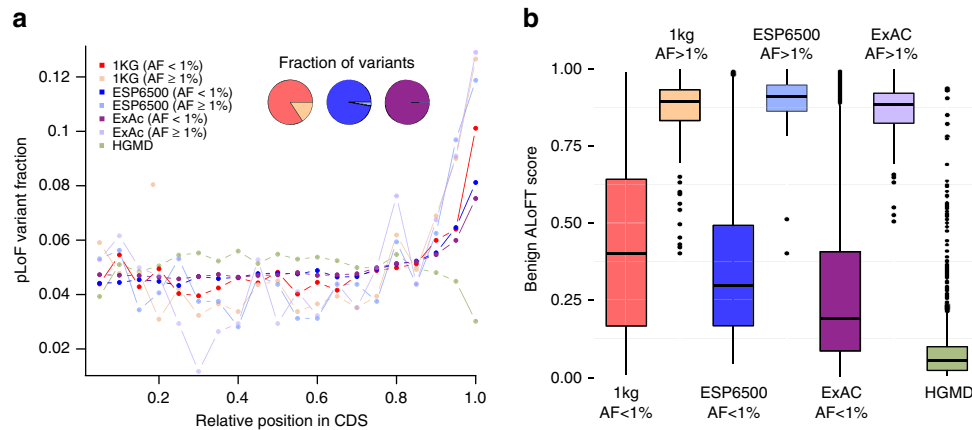 a
pLoF variant fraction
0.12
0.1
0.08
0.06
0.04
0.02
1KG (AF < 1%)
1KG (AF ≥ 1%)
ESP6500 (AF < 1%)
ESP6500 (AF ≥ 1%)
ExAc (AF < 1%)
ExAc (AF ≥ 1%)
HGMD
Fraction of variants
0.2
0.4
0.6
0.8
1.0
Relative position in CDS
b
Benign ALoFT score
1.00
0.75
0.50
0.25
0.00
1kg
AF>1%
ESP6500
AF>1%
ExAC
AF>1%
1kg
AF<1%
ESP6500
AF<1%
ExAC
AF<1%
HGMD